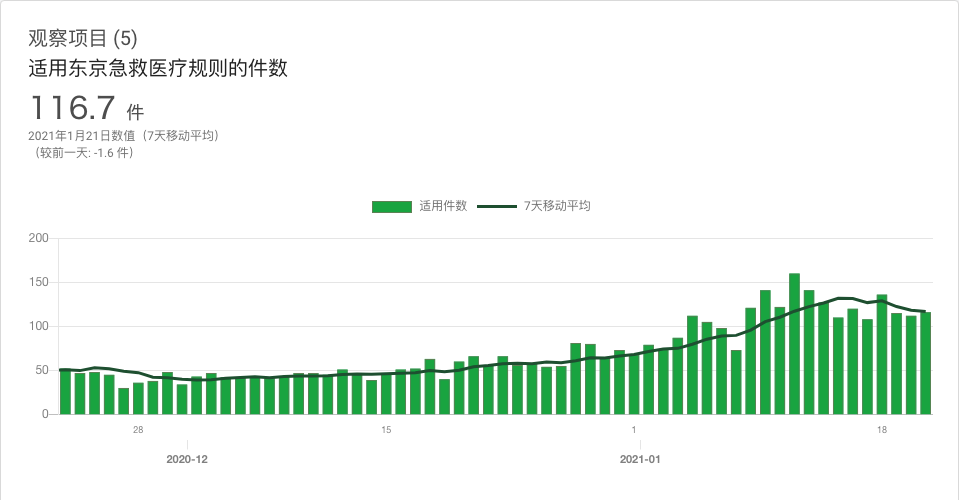 观察项目 (5)
适用东京急救医疗规则的件数
116.7 件
2021年1月21日数值（7天移动平均）
（较前一天: -1.6 件）
适用件数 7天移动平均
200
150
100
50
0
28 15 1 18
2020-12 2021-01